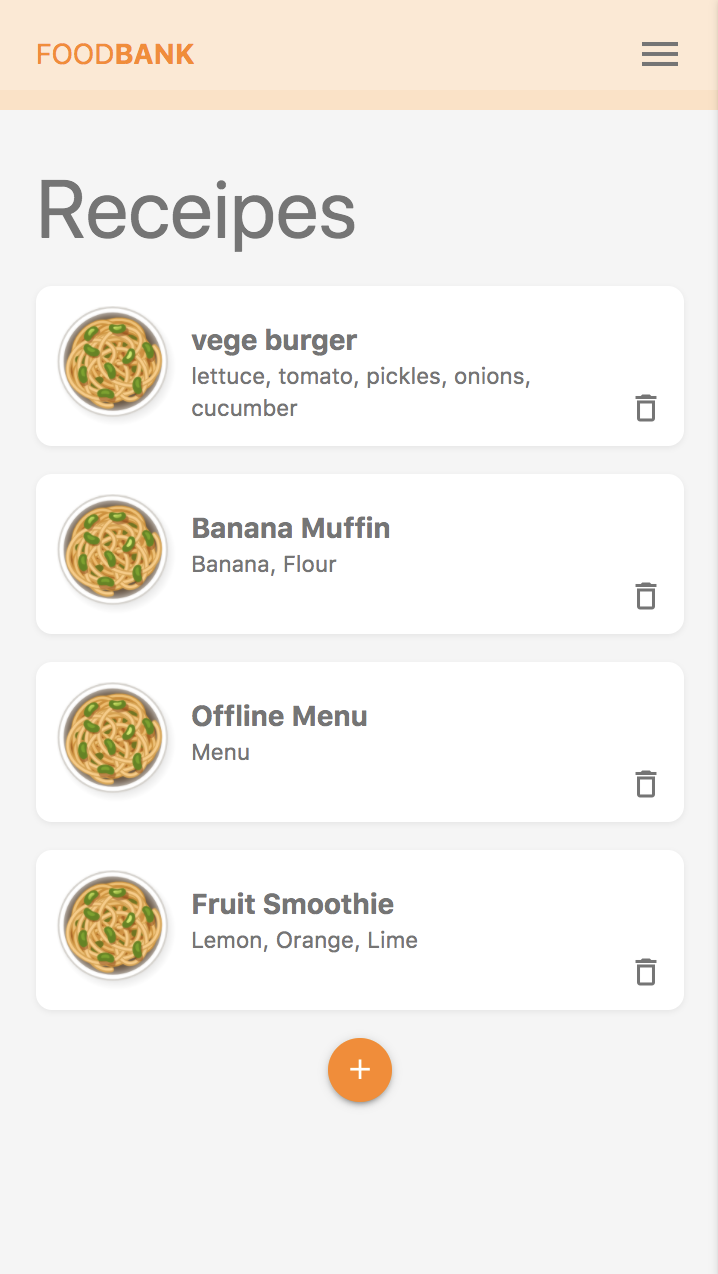 FOODBANK
Receipes
vege burger
lettuce, tomato, pickles, onions,
cucumber
Banana Muffin
Banana, Flour
Offline Menu
Menu
Fruit Smoothie
Lemon, Orange, Lime
+